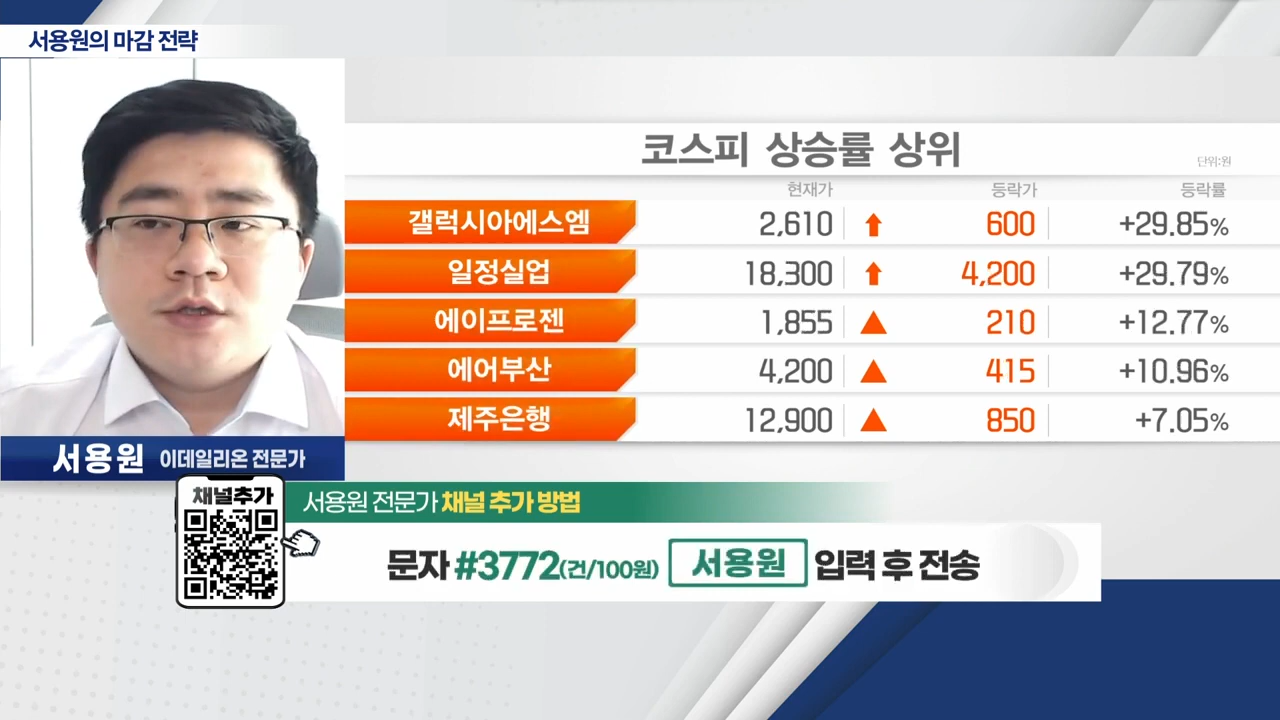 서용원의 마감 전략
코스피 상승률 상위
단위:원
현재가 등락가 등락률
갤럭시아에스엠 2,610 600 +29.85%
일정실업 18,300 4,200 +29.79%
에이프로젠 1,855 210 +12.77%
에어부산 4,200 415 +10.96%
제주은행 12,900 850 +7.05%
서용원 이데일리온 전문가
채널추가
서용원 전문가 채널 추가 방법
문자 #3772(건/100원) 서용원 입력 후 전송